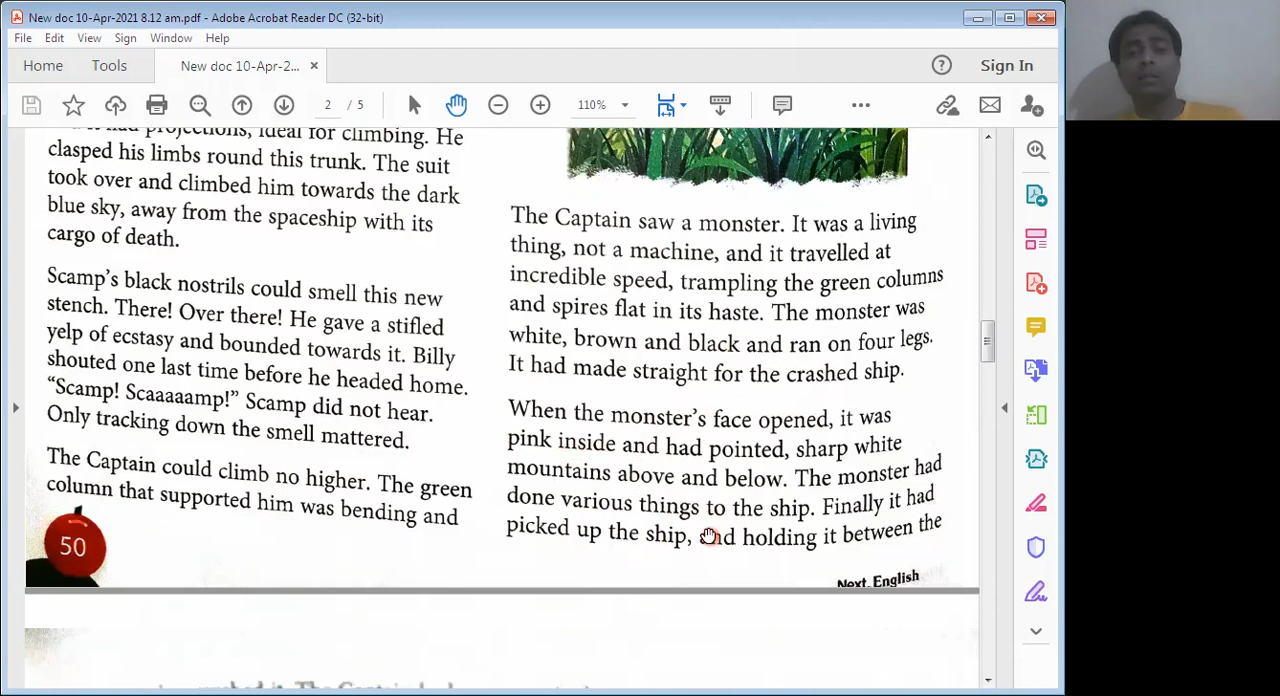 New doc 10-Apr-2021 8.12 am.pdf - Adobe Acrobat Reader DC (32-bit)
File Edit View Sign Window Help
Home Tools New doc 10-Apr-2... × Sign In
2 / 5 110%
it had projections, ideal for climbing. He
clasped his limbs round this trunk. The suit
took over and climbed him towards the dark
blue sky, away from the spaceship with its
cargo of death.
Scamp's black nostrils could smell this new
stench. There! Over there! He gave a stifled
yelp of ecstasy and bounded towards it. Billy
shouted one last time before he headed home.
"Scamp! Scaaaaamp!" Scamp did not hear.
Only tracking down the smell mattered.
The Captain could climb no higher. The green
column that supported him was bending and
50
The Captain saw a monster. It was a living
thing, not a machine, and it travelled at
incredible speed, trampling the green columns
and spires flat in its haste. The monster was
white, brown and black and ran on four legs.
It had made straight for the crashed ship.
When the monster's face opened, it was
pink inside and had pointed, sharp white
mountains above and below. The monster had
done various things to the ship. Finally it had
picked up the ship, and holding it between the
Next English